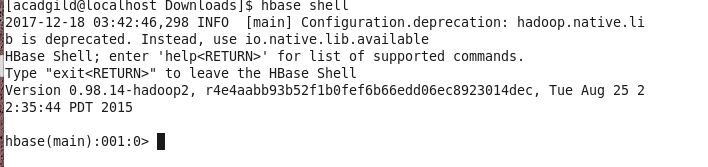 [acadgild@localhost Downloads]$ hbase shell
2017-12-18 03:42:46,298 INFO  [main] Configuration.deprecation: hadoop.native.li
b is deprecated. Instead, use io.native.lib.available
HBase Shell; enter 'help<RETURN>' for list of supported commands.
Type "exit<RETURN>" to leave the HBase Shell
Version 0.98.14-hadoop2, r4e4aabb93b52f1b0fef6b66edd06ec8923014dec, Tue Aug 25 2
2:35:44 PDT 2015
hbase(main):001:0>